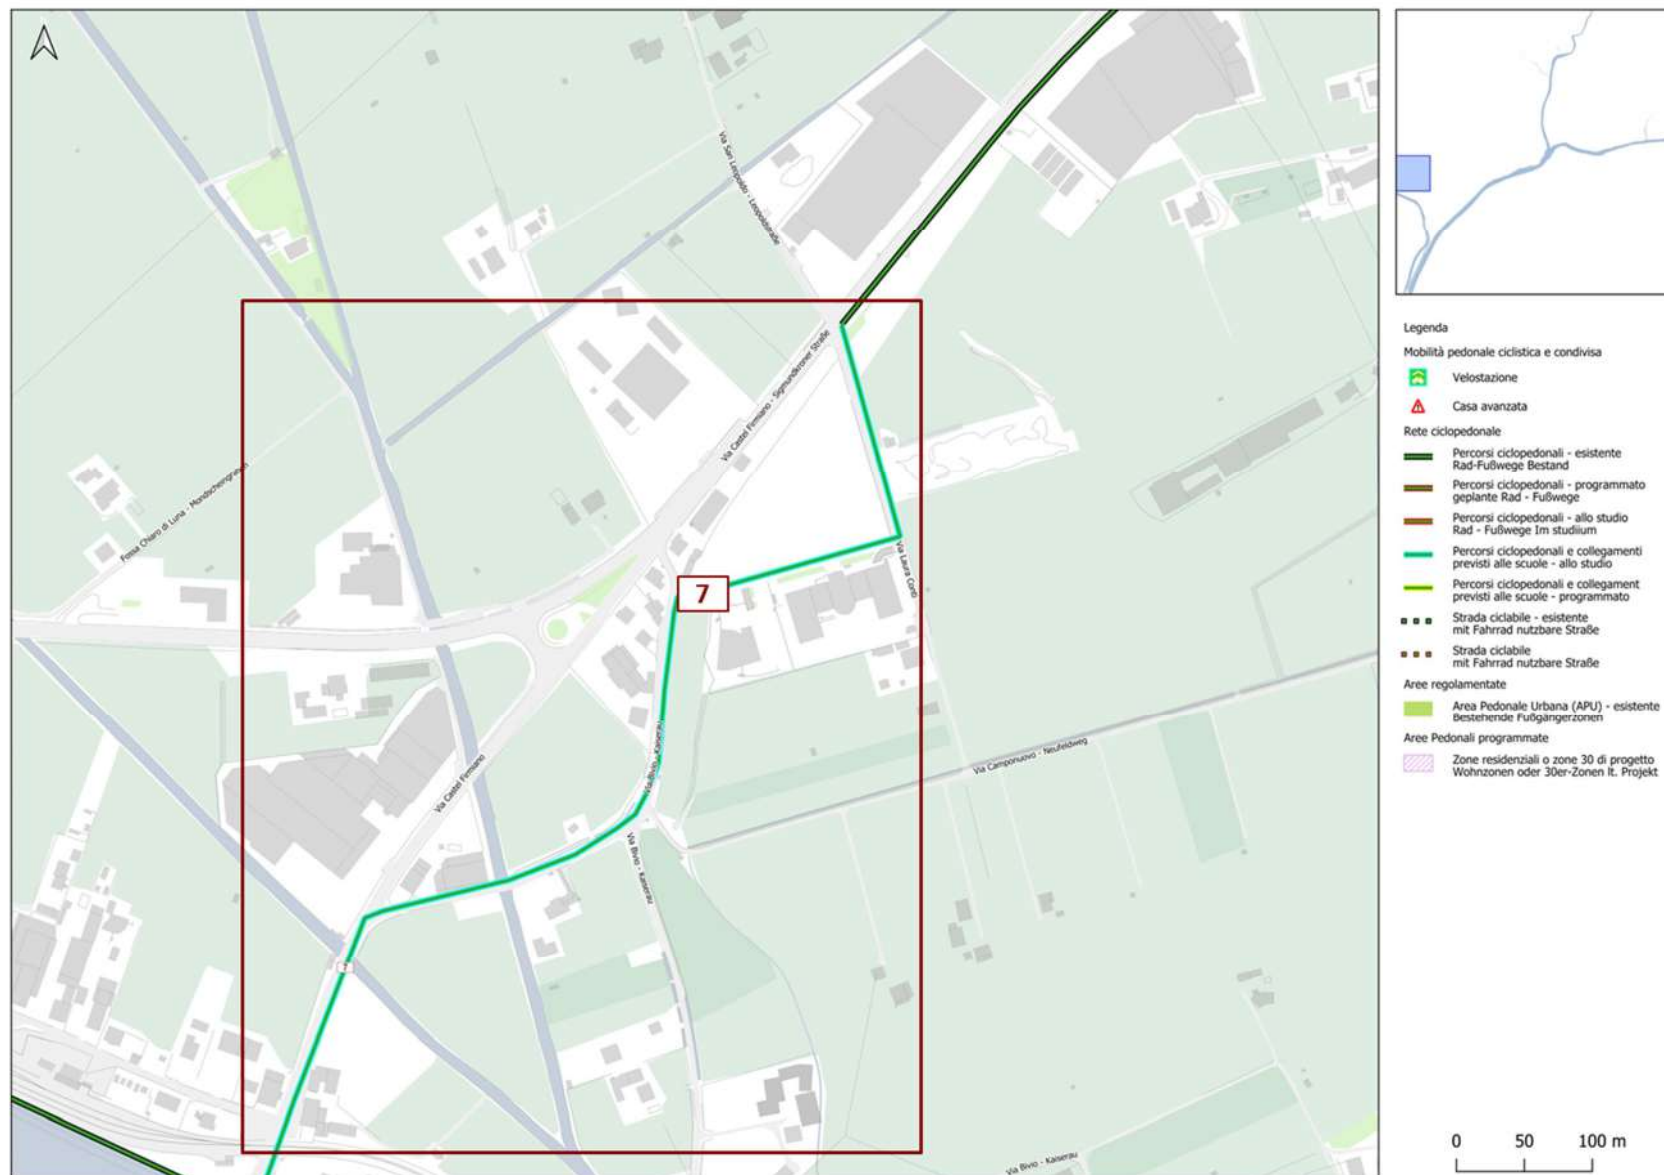 Via San Leopoldo - Leopoldstraße
Via Castel Firmiano - Sigmundkroner Straße
Fossa Chiaro di Luna - Mondscheingraben
7
Via Laura Conti
Via Bivio - Kaiserau
Via Camponuovo - Neufeldweg
Via Castel Firmiano
Via Bivio - Kaiserau
7
Via Bivio - Kaiserau
Legenda
Mobilità pedonale ciclistica e condivisa
Velostazione
Casa avanzata
Rete ciclopedonale
Percorsi ciclopedonali - esistente
Rad-Fußwege Bestand
Percorsi ciclopedonali - programmato
geplante Rad - Fußwege
Percorsi ciclopedonali - allo studio
Rad - Fußwege Im studiium
Percorsi ciclopedonali e collegamenti
previsti alle scuole - allo studio
Percorsi ciclopedonali e collegament
previsti alle scuole - programmato
Strada ciclabile - esistente
mit Fahrrad nutzbare Straße
Strada ciclabile
mit Fahrrad nutzbare Straße
Aree regolamentate
Area Pedonale Urbana (APU) - esistente
Bestehende Fußgängerzonen
Aree Pedonali programmate
Zone residenziali o zone 30 di progetto
Wohnzonen oder 30er-Zonen lt. Projekt
0 50 100 m